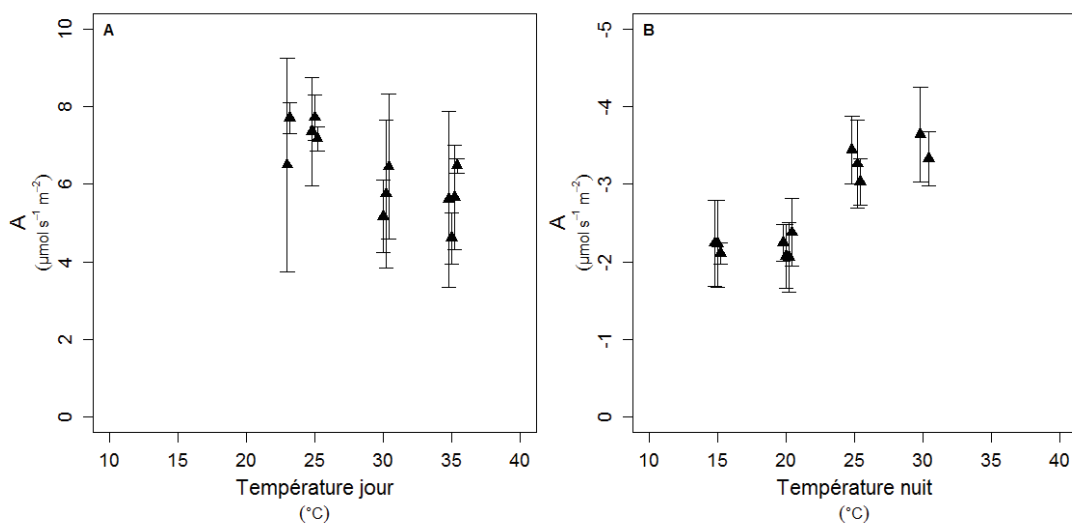 A
10
8
6
4
2
0
A
(µmol s⁻¹ m⁻²)
10 15 20 25 30 35 40
Température jour
(°C)
B
-5
-4
-3
-2
-1
0
A
(µmol s⁻¹ m⁻²)
10 15 20 25 30 35 40
Température nuit
(°C)